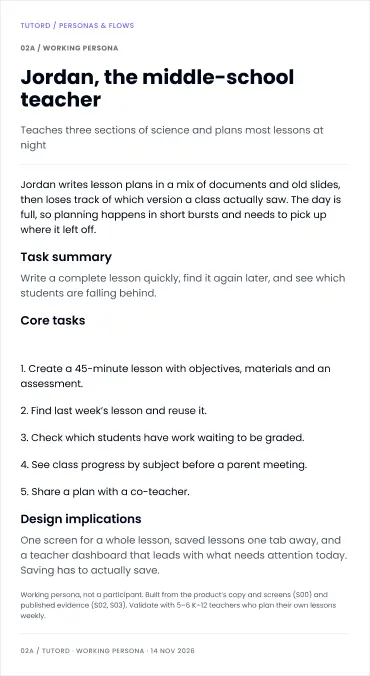 TUTORD / PERSONAS & FLOWS
02A / WORKING PERSONA
Jordan, the middle-school
teacher
Teaches three sections of science and plans most lessons at
night
Jordan writes lesson plans in a mix of documents and old slides,
then loses track of which version a class actually saw. The day is
full, so planning happens in short bursts and needs to pick up
where it left off.
Task summary
Write a complete lesson quickly, find it again later, and see which
students are falling behind.
Core tasks
1. Create a 45-minute lesson with objectives, materials and an
assessment.
2. Find last week's lesson and reuse it.
3. Check which students have work waiting to be graded.
4. See class progress by subject before a parent meeting.
5. Share a plan with a co-teacher.
Design implications
One screen for a whole lesson, saved lessons one tab away, and
a teacher dashboard that leads with what needs attention today.
Saving has to actually save.
Working persona, not a participant. Built from the product's copy and screens (S00) and
published evidence (S02, S03). Validate with 5–6 K–12 teachers who plan their own lessons
weekly.
02A / TUTORD · WORKING PERSONA · 14 NOV 2026